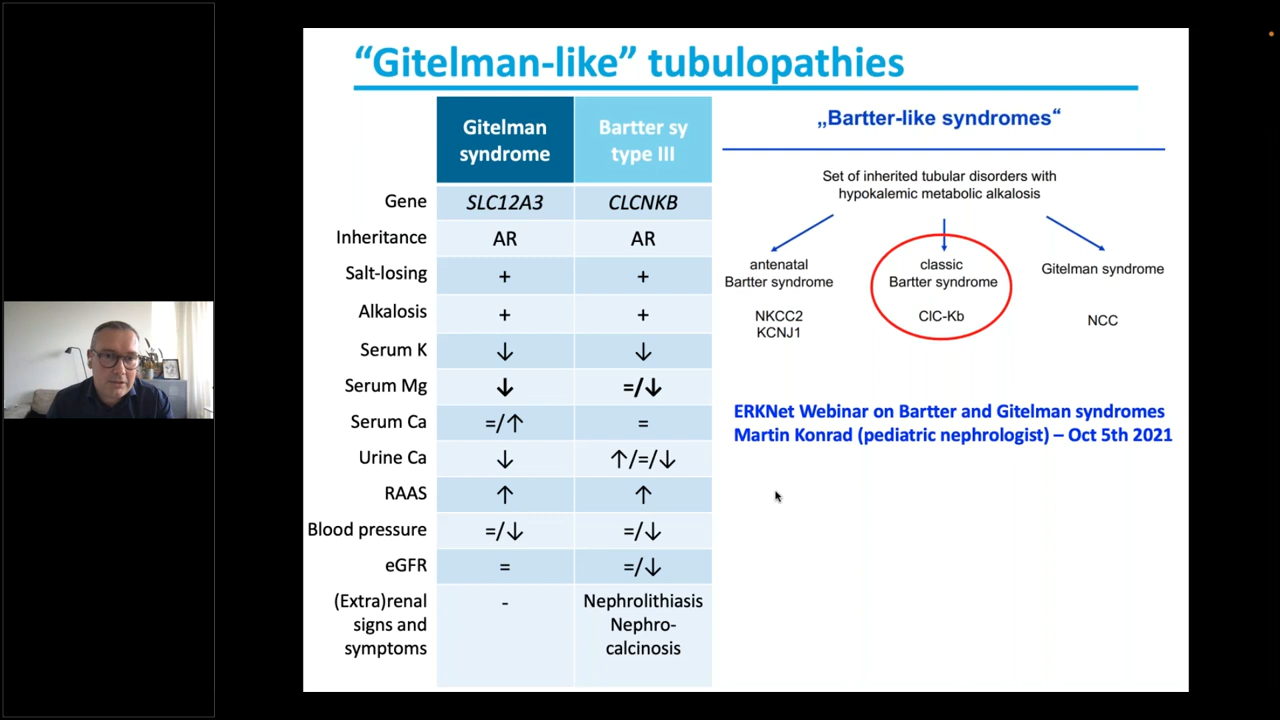 “Gitelman-like” tubulopathies
Gitelman
syndrome
Bartter sy
type III
Gene SLC12A3 CLCNKB
Inheritance AR AR
Salt-losing + +
Alkalosis + +
Serum K ↓ ↓
Serum Mg ↓ =/↓
Serum Ca =/↑ =
Urine Ca ↓ ↑/=/↓
RAAS ↑ ↑
Blood pressure =/↓ =/↓
eGFR = =/↓
(Extra)renal
signs and
symptoms
-
Nephrolithiasis
Nephro-
calcinosis
„Bartter-like syndromes“
Set of inherited tubular disorders with
hypokalemic metabolic alkalosis
antenatal
Bartter syndrome
NKCC2
KCNJ1
classic
Bartter syndrome
ClC-Kb
Gitelman syndrome
NCC
ERKNet Webinar on Bartter and Gitelman syndromes
Martin Konrad (pediatric nephrologist) – Oct 5th 2021